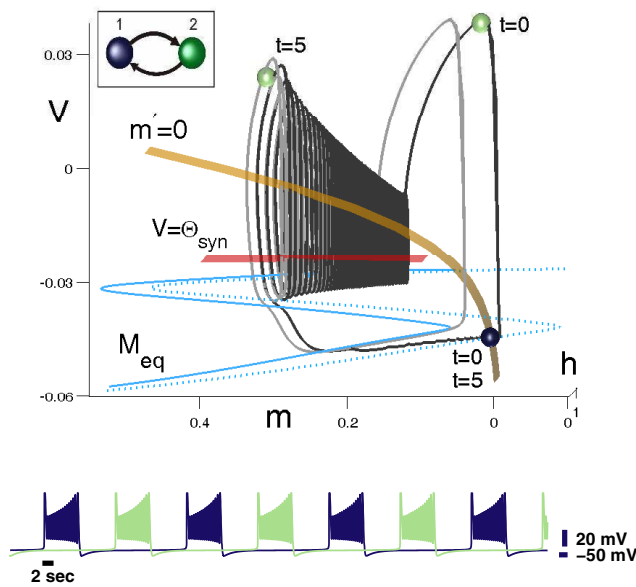 1 2
t=0
t=5
0.03
V
m′=0
0
V=Θsyn
-0.03
Meq
t=0
t=5
h
-0.06
0.4 m 0.2 0 0 1
20 mV
−50 mV
2 sec